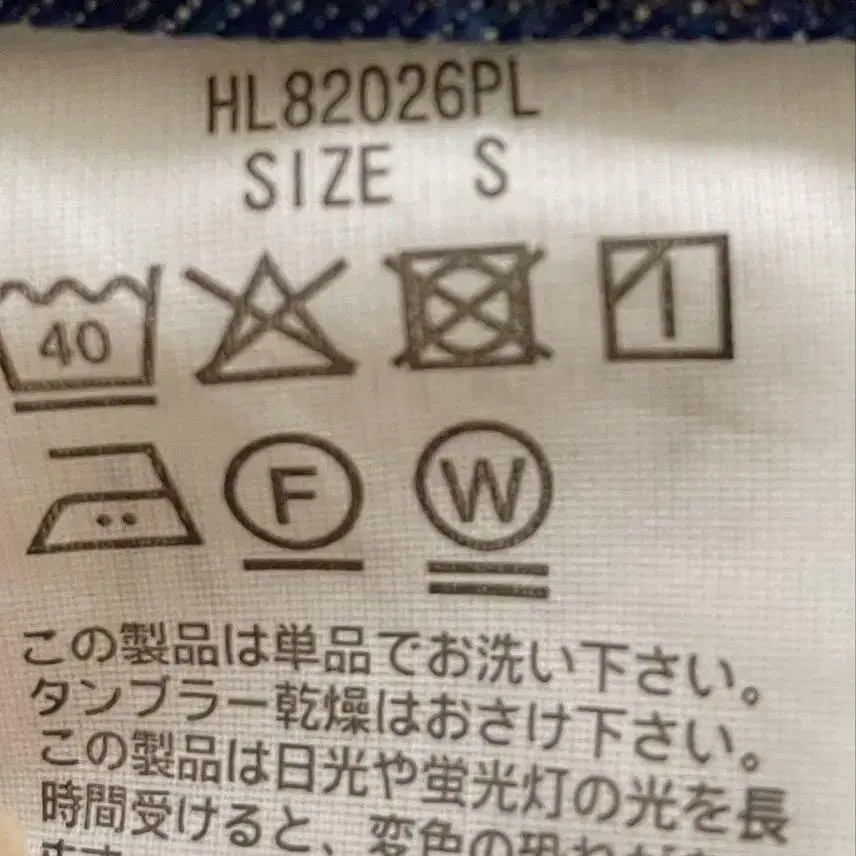 HL82026PL
SIZE S
40
F W
この製品は単品でお洗い下さい。
タンブラー乾燥はおさけ下さい。
この製品は日光や蛍光灯の光を長
時間受けると、変色の恐れが
ます